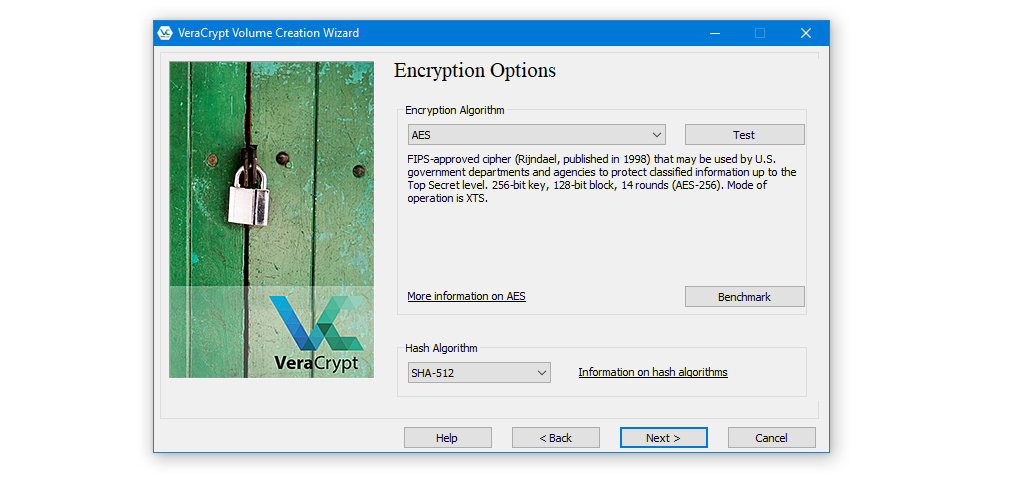 VeraCrypt Volume Creation Wizard
Encryption Options
Encryption Algorithm
AES
Test
FIPS-approved cipher (Rijndael, published in 1998) that may be used by U.S.
government departments and agencies to protect classified information up to the
Top Secret level. 256-bit key, 128-bit block, 14 rounds (AES-256). Mode of
operation is XTS.
More information on AES
Benchmark
VeraCrypt
Hash Algorithm
SHA-512
Information on hash algorithms
Help
< Back
Next >
Cancel